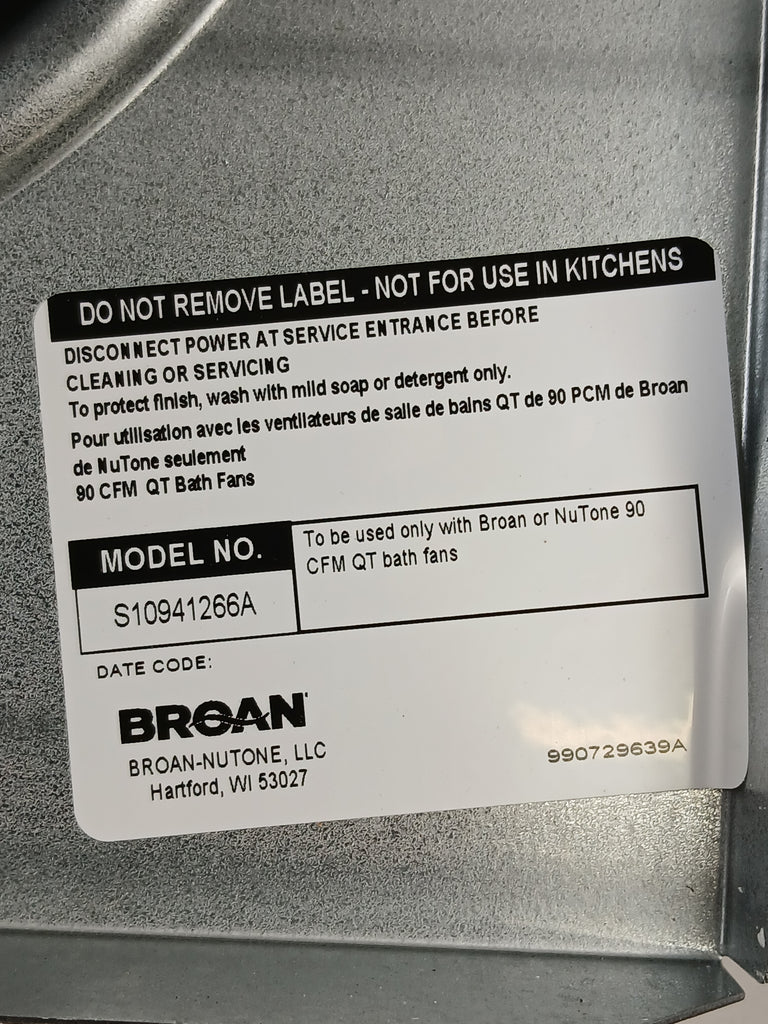 DO NOT REMOVE LABEL - NOT FOR USE IN KITCHENS
DISCONNECT POWER AT SERVICE ENTRANCE BEFORE
CLEANING OR SERVICING
To protect finish, wash with mild soap or detergent only.
Pour utilisation avec les ventilateurs de salle de bains QT de 90 PCM de Broan
de NuTone seulement
90 CFM QT Bath Fans
MODEL NO.
S10941266A
To be used only with Broan or NuTone 90
CFM QT bath fans
DATE CODE:
BROAN
BROAN-NUTONE, LLC
Hartford, WI 53027
990729639A